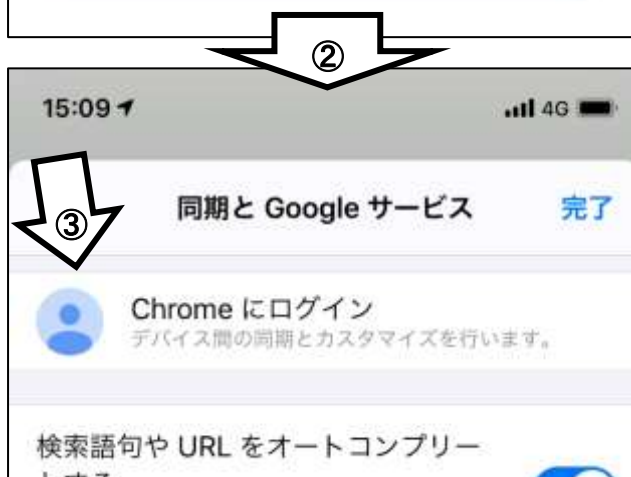 ②
15:09 4G
③
同期と Google サービス 完了
Chrome にログイン
デバイス間の同期とカスタマイズを行います。
検索語句や URL をオートコンプリー